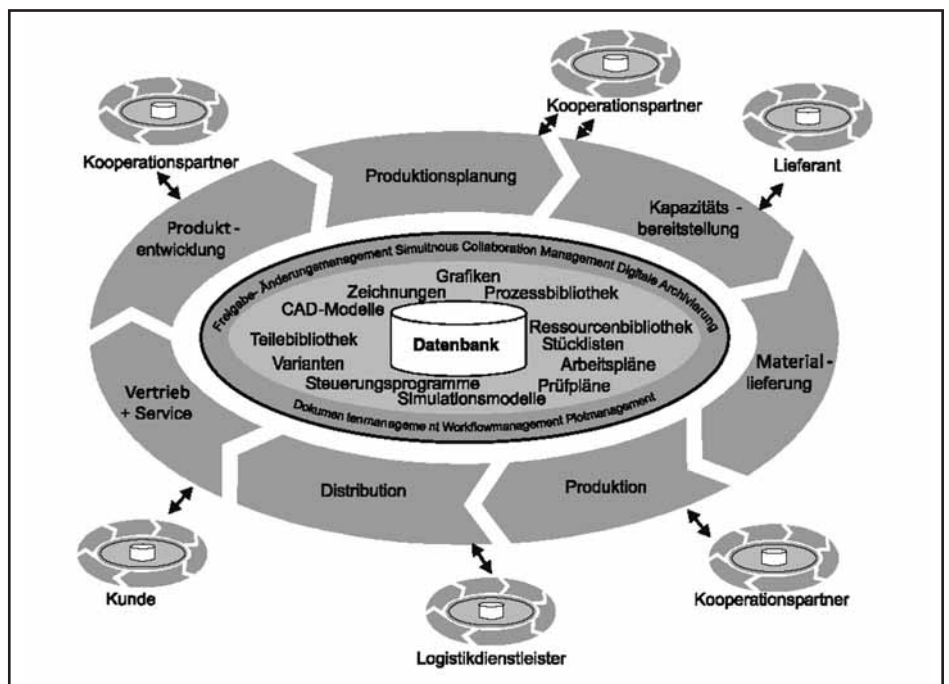 Kooperationspartner
Kooperationspartner
Lieferant
Produktionsplanung
Kapazitäts -
bereitstellung
Produkt -
entwicklung
Freigabe- Änderungsmanagement Simultnous Collaboration Management Digitale Archivierung
Grafiken
Zeichnungen
Prozessbibliothek
CAD-Modelle
Ressourcenbibliothek
Teilebibliothek
Datenbank
Stücklisten
Varianten
Arbeitspläne
Steuerungsprogramme
Prüfpläne
Simulationsmodelle
Dokumen tenmanageme nt Workflowmanagement Plotmanagement
Material -
lieferung
Vertrieb
+ Service
Distribution
Produktion
Kunde
Logistikdienstleister
Kooperationspartner